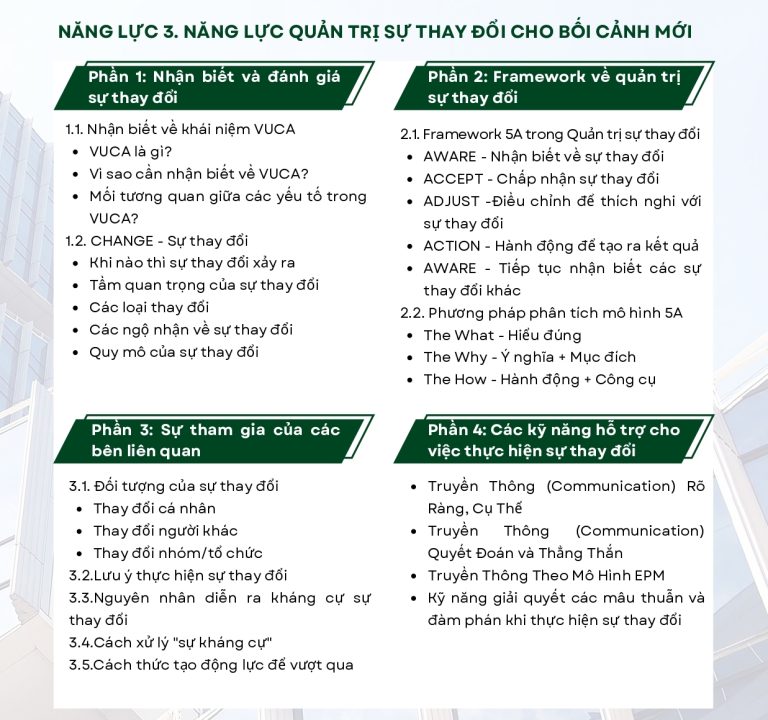 NĂNG LỰC 3. NĂNG LỰC QUẢN TRỊ SỰ THAY ĐỔI CHO BỐI CẢNH MỚI
Phần 1: Nhận biết và đánh giá
sự thay đổi
1.1. Nhận biết về khái niệm VUCA
• VUCA là gì?
• Vì sao cần nhận biết về VUCA?
• Mối tương quan giữa các yếu tố trong
VUCA?
1.2. CHANGE - Sự thay đổi
• Khi nào thì sự thay đổi xảy ra
• Tầm quan trọng của sự thay đổi
• Các loại thay đổi
• Các ngộ nhận về sự thay đổi
• Quy mô của sự thay đổi
Phần 2: Framework về quản trị
sự thay đổi
2.1. Framework 5A trong Quản trị sự thay đổi
• AWARE - Nhận biết về sự thay đổi
• ACCEPT - Chấp nhận sự thay đổi
• ADJUST -Điều chỉnh để thích nghi với
sự thay đổi
• ACTION - Hành động để tạo ra kết quả
• AWARE - Tiếp tục nhận biết các sự
thay đổi khác
2.2. Phương pháp phân tích mô hình 5A
• The What - Hiểu đúng
• The Why - Ý nghĩa + Mục đích
• The How - Hành động + Công cụ
Phần 3: Sự tham gia của các
bên liên quan
3.1. Đối tượng của sự thay đổi
• Thay đổi cá nhân
• Thay đổi người khác
• Thay đổi nhóm/tổ chức
3.2.Lưu ý thực hiện sự thay đổi
3.3.Nguyên nhân diễn ra kháng cự sự
thay đổi
3.4.Cách xử lý "sự kháng cự"
3.5.Cách thức tạo động lực để vượt qua
Phần 4: Các kỹ năng hỗ trợ cho
việc thực hiện sự thay đổi
• Truyền Thông (Communication) Rõ
Ràng, Cụ Thể
• Truyền Thông (Communication)
Quyết Đoán và Thẳng Thắn
• Truyền Thông Theo Mô Hình EPM
• Kỹ năng giải quyết các mâu thuẫn và
đàm phán khi thực hiện sự thay đổi